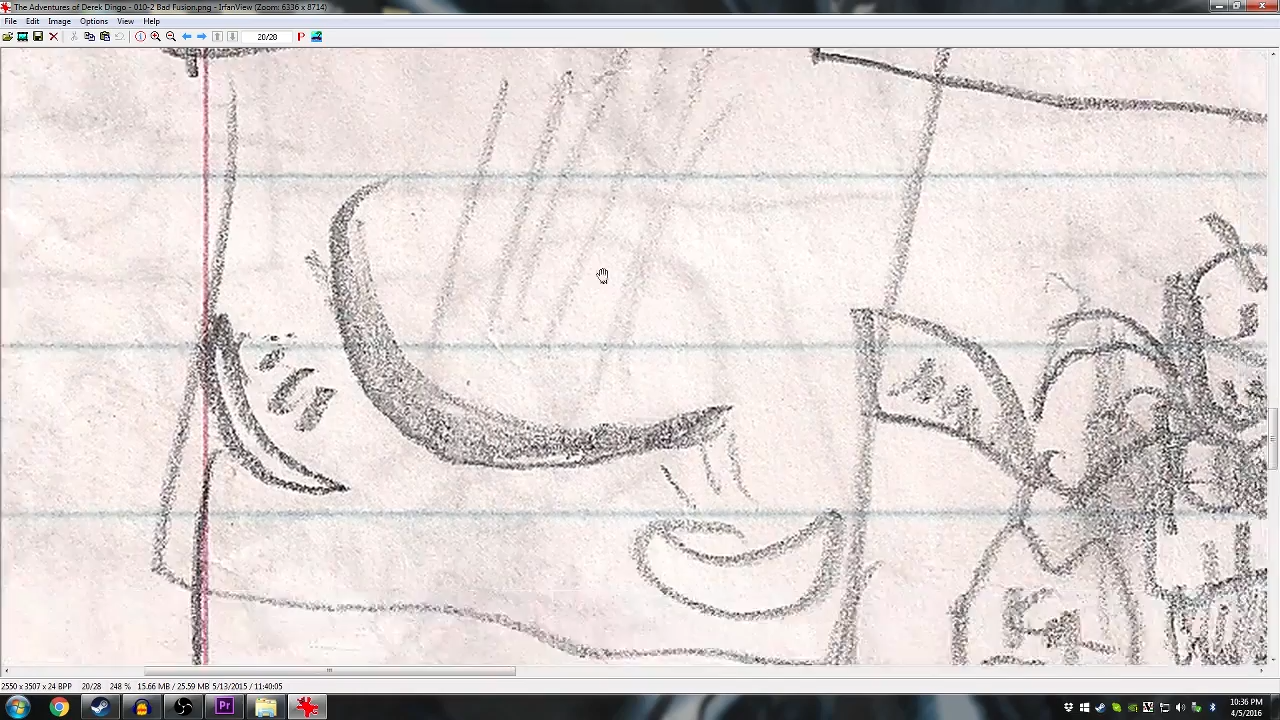 The Adventures of Derek Dingo - 010-2 Bad Fusion.png - IrfanView (Zoom: 6336 x 8714)
File Edit Image Options View Help
20/28
2550 x 3507 x 24 BPP 20/28 248 % 15.66 MB / 25.59 MB 5/13/2015 / 11:40:05
Pr
10:36 PM
4/5/2016